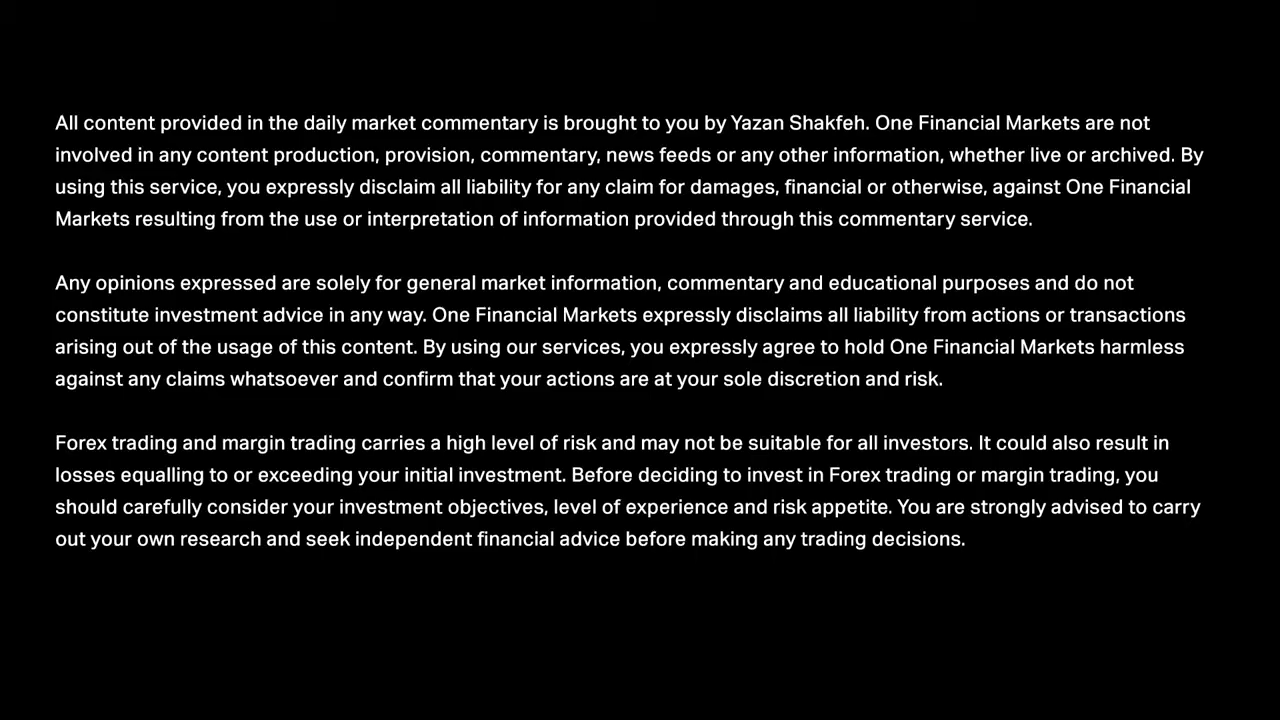 All content provided in the daily market commentary is brought to you by Yazan Shakfeh. One Financial Markets are not
involved in any content production, provision, commentary, news feeds or any other information, whether live or archived. By
using this service, you expressly disclaim all liability for any claim for damages, financial or otherwise, against One Financial
Markets resulting from the use or interpretation of information provided through this commentary service.
Any opinions expressed are solely for general market information, commentary and educational purposes and do not
constitute investment advice in any way. One Financial Markets expressly disclaims all liability from actions or transactions
arising out of the usage of this content. By using our services, you expressly agree to hold One Financial Markets harmless
against any claims whatsoever and confirm that your actions are at your sole discretion and risk.
Forex trading and margin trading carries a high level of risk and may not be suitable for all investors. It could also result in
losses equalling to or exceeding your initial investment. Before deciding to invest in Forex trading or margin trading, you
should carefully consider your investment objectives, level of experience and risk appetite. You are strongly advised to carry
out your own research and seek independent financial advice before making any trading decisions.